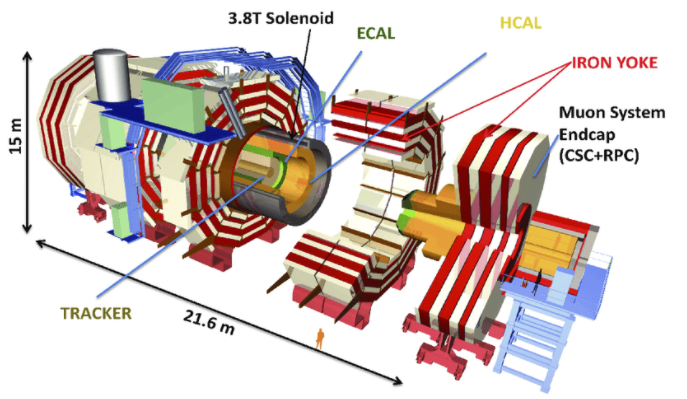 3.8T Solenoid
ECAL
HCAL
IRON YOKE
Muon System
Endcap
(CSC+RPC)
15 m
TRACKER
21.6 m